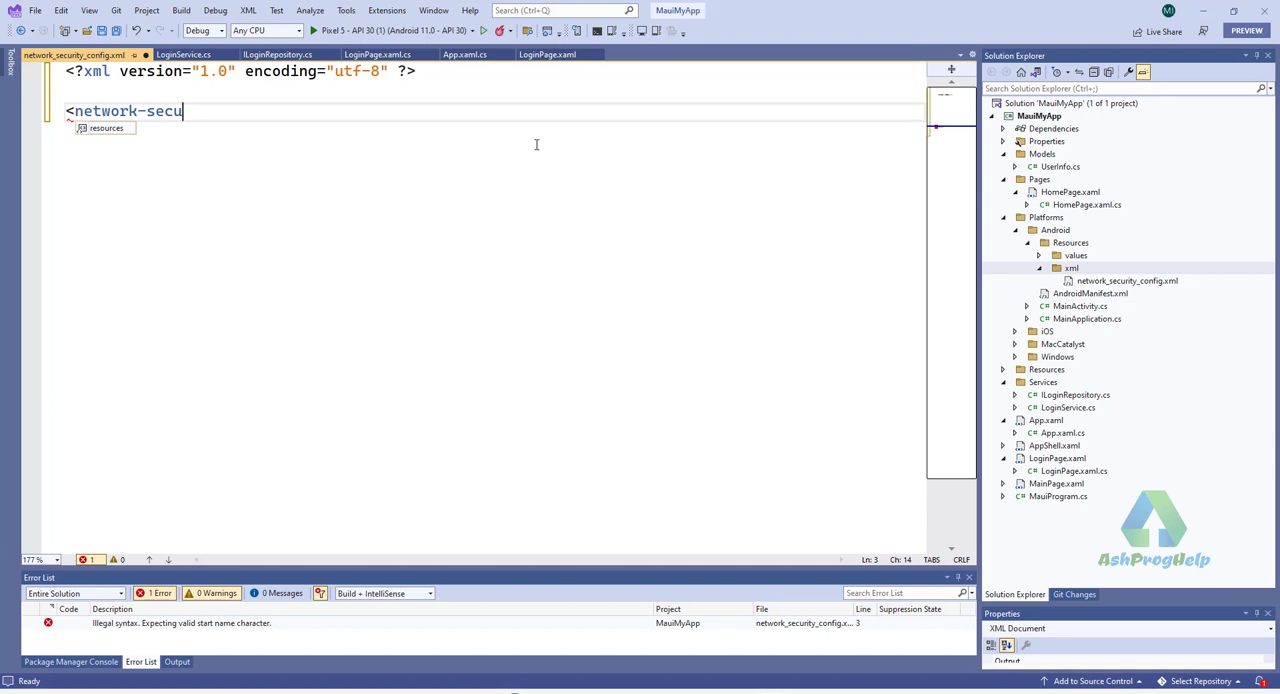 File Edit View Git Project Build Debug XML Test Analyze Tools Extensions Window Help Search (Ctrl+Q) MauiMyApp MI
Debug Any CPU Pixel 5 - API 30 (1) (Android 11.0 - API 30) Live Share PREVIEW
Toolbox
network_security_config.xml LoginService.cs ILoginRepository.cs LoginPage.xaml.cs App.xaml.cs LoginPage.xaml
<?xml version="1.0" encoding="utf-8" ?>
<network-secu
resources
177 % 1 0 Ln: 3 Ch: 14 TABS CRLF
Error List
Entire Solution 1 Error 0 Warnings 0 Messages Build + IntelliSense Search Error List
Code Description Project File Line Suppression State
Illegal syntax. Expecting valid start name character. MauiMyApp network_security_config.x... 3
Package Manager Console Error List Output
Ready Add to Source Control Select Repository 1
Solution Explorer
Search Solution Explorer (Ctrl+;)
Solution 'MauiMyApp' (1 of 1 project)
MauiMyApp
Dependencies
Properties
Models
C# UserInfo.cs
Pages
HomePage.xaml
C# HomePage.xaml.cs
Platforms
Android
Resources
values
xml
network_security_config.xml
AndroidManifest.xml
C# MainActivity.cs
C# MainApplication.cs
iOS
MacCatalyst
Windows
Resources
Services
C# ILoginRepository.cs
C# LoginService.cs
App.xaml
C# App.xaml.cs
AppShell.xaml
LoginPage.xaml
C# LoginPage.xaml.cs
MainPage.xaml
C# MauiProgram.cs
AshProgHelp
Solution Explorer Git Changes
Properties
XML Document
Output